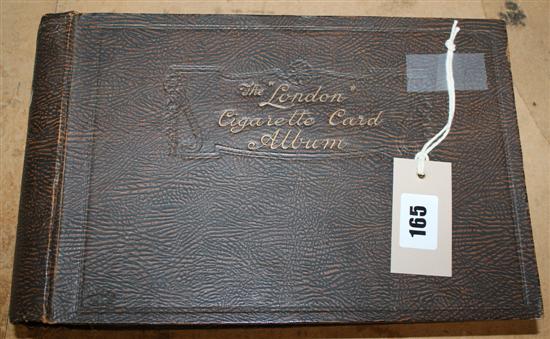 The "London"
Cigarette Card
Album
165